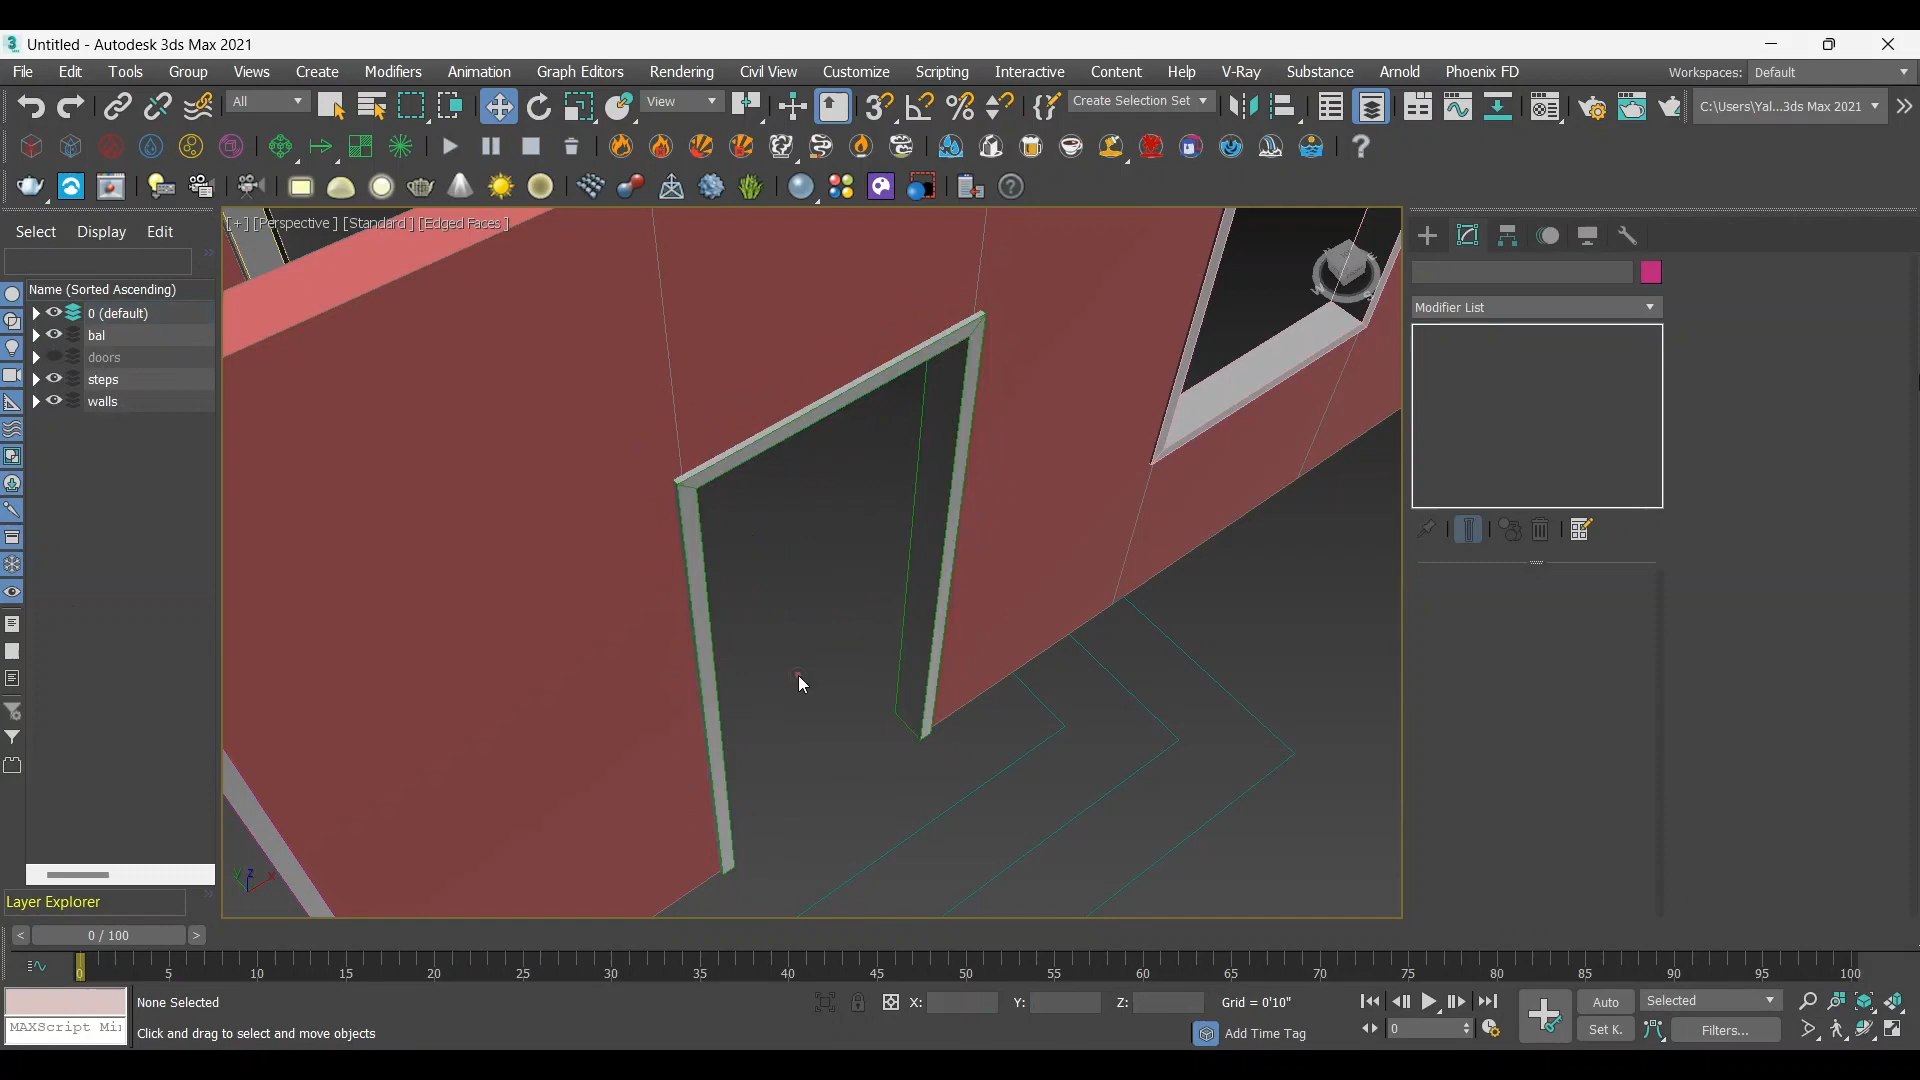 Untitled - Autodesk 3ds Max 2021
File Edit Tools Group Views Create Modifiers Animation Graph Editors Rendering Civil View Customize Scripting Interactive Content Help V-Ray Substance Arnold Phoenix FD Workspaces: Default
All View Create Selection Set C:\Users\Yal...3ds Max 2021
Select Display Edit
[+] [Perspective ] [Standard ] [Edged Faces ]
Name (Sorted Ascending)
0 (default)
bal
doors
steps
walls
Modifier List
Layer Explorer
0 / 100
0 5 10 15 20 25 30 35 40 45 50 55 60 65 70 75 80 85 90 95 100
None Selected X: Y: Z: Grid = 0'10" Auto Selected
MAXScript Mi Click and drag to select and move objects Add Time Tag 0 Set K. Filters...